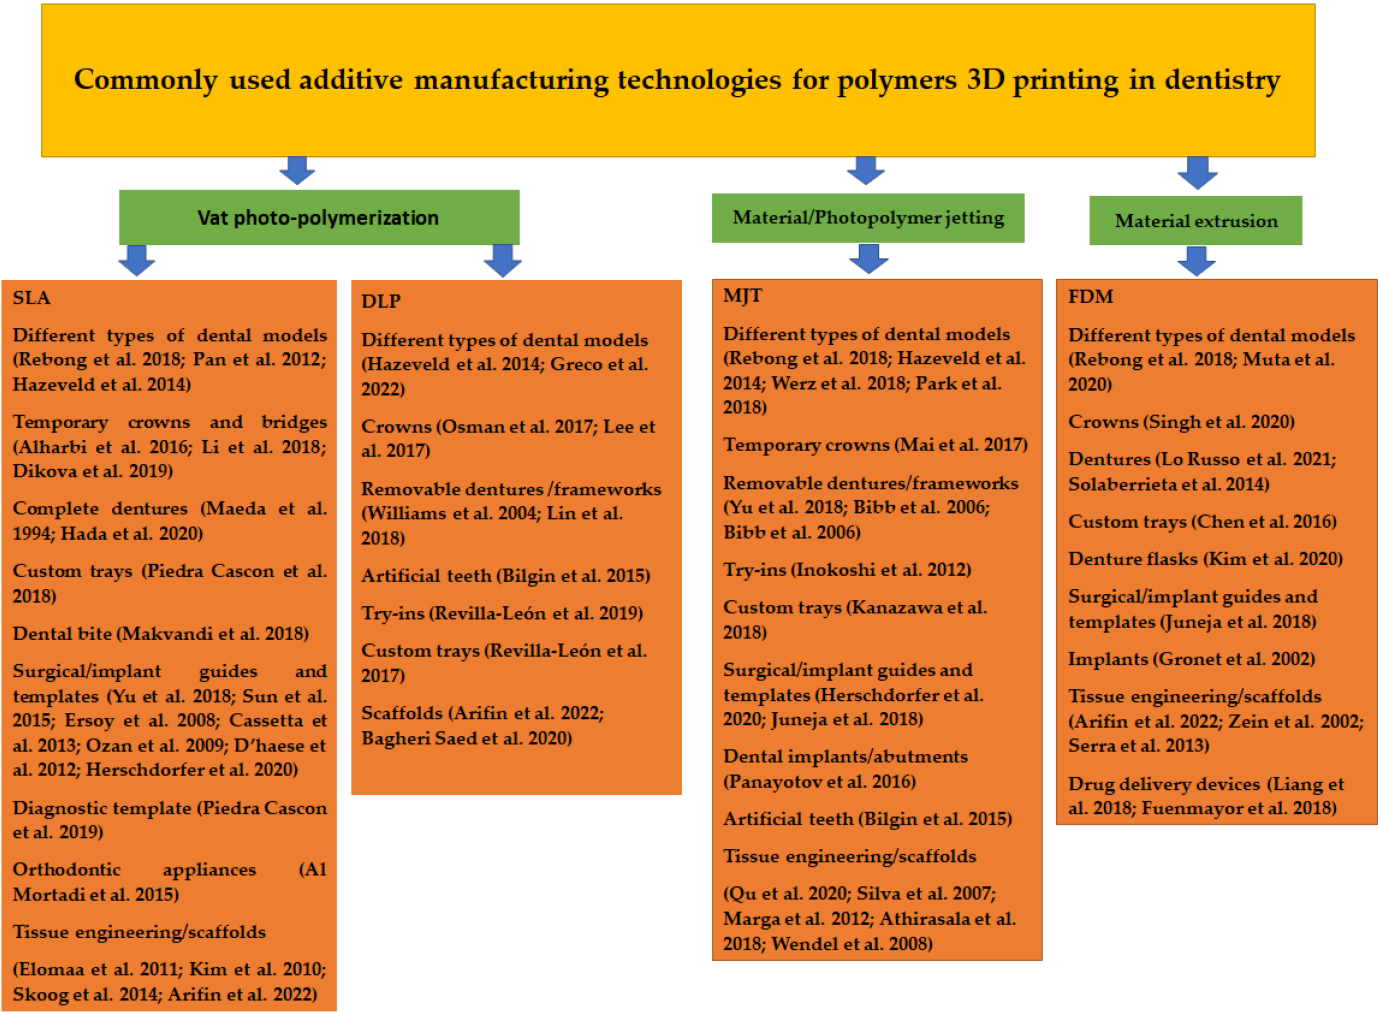 Commonly used additive manufacturing technologies for polymers 3D printing in dentistry
Vat photo-polymerization
Material/Photopolymer jetting
Material extrusion
SLA
Different types of dental models
(Rebong et al. 2018; Pan et al. 2012;
Hazeveld et al. 2014)
Temporary crowns and bridges
(Alharbi et al. 2016; Li et al. 2018;
Dikova et al. 2019)
Complete dentures (Maeda et al.
1994; Hada et al. 2020)
Custom trays (Piedra Cascon et al.
2018)
Dental bite (Makvandi et al. 2018)
Surgical/implant guides and
templates (Yu et al. 2018; Sun et al.
2015; Ersoy et al. 2008; Cassetta et
al. 2013; Ozan et al. 2009; D'haese et
al. 2012; Herschdorfer et al. 2020)
Diagnostic template (Piedra Cascon
et al. 2019)
Orthodontic appliances (Al
Mortadi et al. 2015)
Tissue engineering/scaffolds
(Elomaa et al. 2011; Kim et al. 2010;
Skoog et al. 2014; Arifin et al. 2022)
DLP
Different types of dental models
(Hazeveld et al. 2014; Greco et al.
2022)
Crowns (Osman et al. 2017; Lee et
al. 2017)
Removable dentures /frameworks
(Williams et al. 2004; Lin et al.
2018)
Artificial teeth (Bilgin et al. 2015)
Try-ins (Revilla-León et al. 2019)
Custom trays (Revilla-León et al.
2017)
Scaffolds (Arifin et al. 2022;
Bagheri Saed et al. 2020)
MJT
Different types of dental models
(Rebong et al. 2018; Hazeveld et al.
2014; Werz et al. 2018; Park et al.
2018)
Temporary crowns (Mai et al. 2017)
Removable dentures/frameworks
(Yu et al. 2018; Bibb et al. 2006;
Bibb et al. 2006)
Try-ins (Inokoshi et al. 2012)
Custom trays (Kanazawa et al.
2018)
Surgical/implant guides and
templates (Herschdorfer et al.
2020; Juneja et al. 2018)
Dental implants/abutments
(Panayotov et al. 2016)
Artificial teeth (Bilgin et al. 2015)
Tissue engineering/scaffolds
(Qu et al. 2020; Silva et al. 2007;
Marga et al. 2012; Athirasala et al.
2018; Wendel et al. 2008)
FDM
Different types of dental models
(Rebong et al. 2018; Muta et al.
2020)
Crowns (Singh et al. 2020)
Dentures (Lo Russo et al. 2021;
Solaberrieta et al. 2014)
Custom trays (Chen et al. 2016)
Denture flasks (Kim et al. 2020)
Surgical/implant guides and
templates (Juneja et al. 2018)
Implants (Gronet et al. 2002)
Tissue engineering/scaffolds
(Arifin et al. 2022; Zein et al. 2002;
Serra et al. 2013)
Drug delivery devices (Liang et
al. 2018; Fuenmayor et al. 2018)